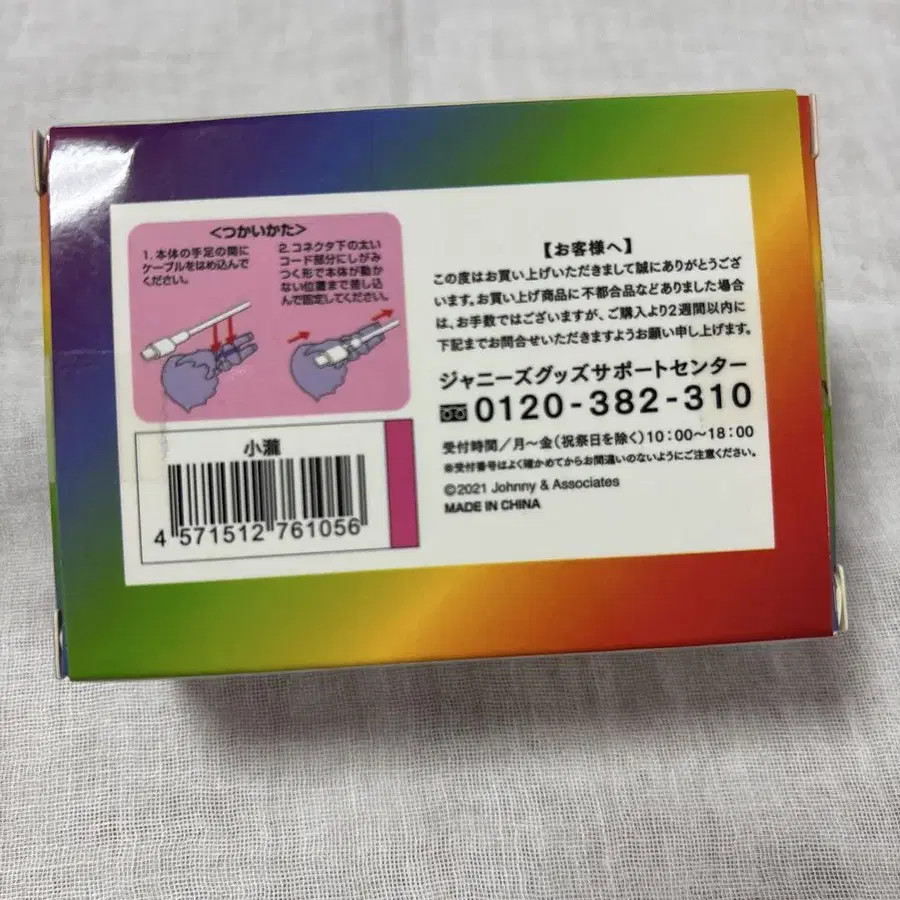 <つかいかた>
1.本体の手足の間に
ケーブルをはめ込んで
ください。
2.コネクタ下の太い
コード部分にしがみ
つく形で本体が動か
ない位置まで差し込
んで固定してください。
小瀧
4 571512 761056
【お客様へ】
この度はお買い上げいただきまして誠にありがとうござ
います。お買い上げ商品に不都合品などありました場合
は、お手数ではございますが、ご購入より2週間以内に
下記までお問合せいただきますようお願い申し上げます。
ジャニーズグッズサポートセンター
0120-382-310
受付時間/月〜金(祝祭日を除く)10:00〜18:00
※受付番号はよく確かめてからお間違いのないようにご注意ください。
©2021 Johnny & Associates
MADE IN CHINA